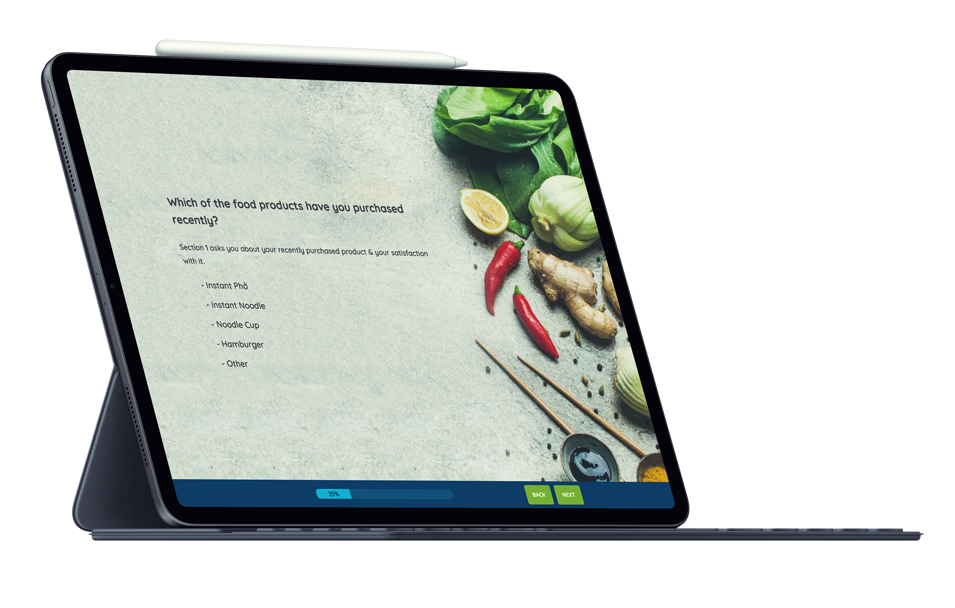 Which of the food products have you purchased
recently?
Section 1 asks you about your recently purchased product & your satisfaction
with it.
- Instant Phở
- Instant Noodle
- Noodle Cup
- Hamburger
- Other
25%
BACK
NEXT